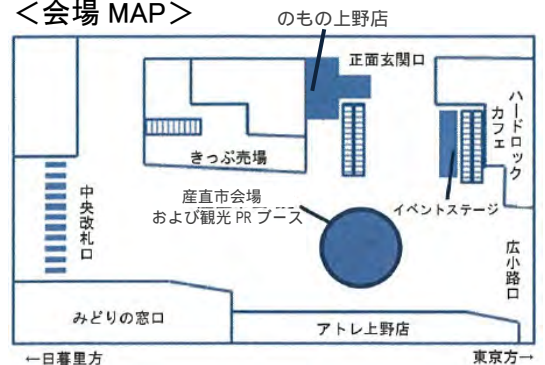 ＜会場 MAP＞
のもの上野店
正面玄関口
ハードロック
カフェ
きっぷ売場
中央改札口
産直市会場
および観光 PR ブース
イベントステージ
広小路口
みどりの窓口
アトレ上野店
←日暮里方
東京方→